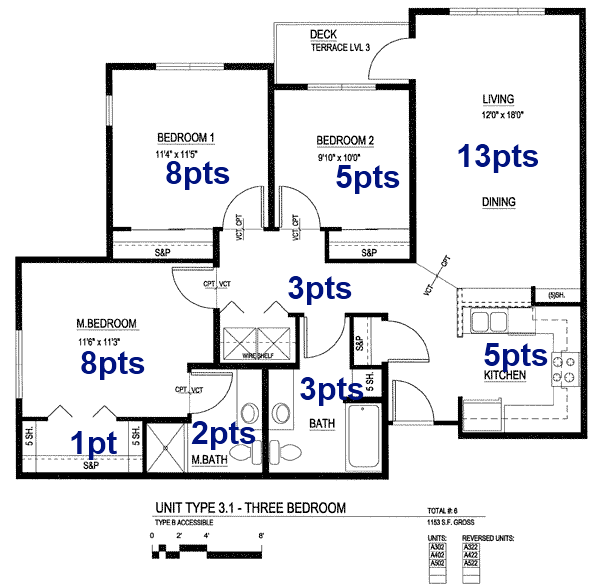 DECK
TERRACE LVL 3
LIVING
12'0" x 18'0"
BEDROOM 1
11'4" x 11'5"
8pts
BEDROOM 2
9'10" x 10'0"
5pts
13pts
DINING
VCT CPT
VCT CPT
S&P
S&P
VCT CPT
CPT VCT
3pts
(5)SH.
M.BEDROOM
11'6" x 11'3"
8pts
WIRE SHELF
S&P
5 SH.
5pts
KITCHEN
CPT VCT
3pts
BATH
5 SH.
1pt
5 SH.
S&P
2pts
M.BATH
UNIT TYPE 3.1 - THREE BEDROOM
TYPE B ACCESSIBLE
TOTAL #: 6
1153 S.F. GROSS
0 2' 4' 8'
UNITS: REVERSED UNITS:
A302 A322
A402 A422
A502 A522